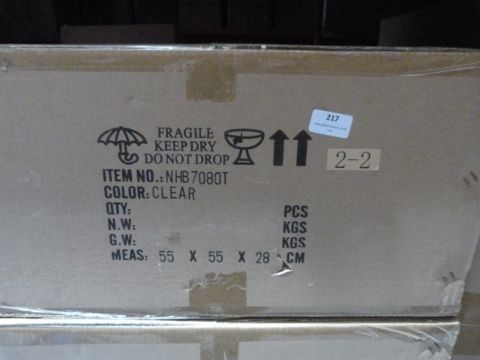 217
FRAGILE
KEEP DRY
DO NOT DROP
2-2
ITEM NO.:NHB7080T
COLOR:CLEAR
QTY: PCS
N.W: KGS
G.W: KGS
MEAS: 55 X 55 X 28 CM